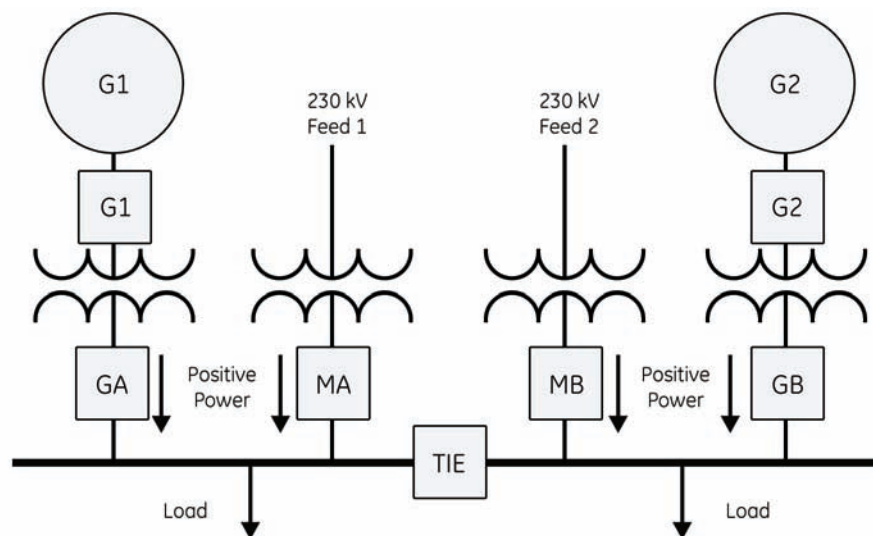 G1
G2
230 kV
Feed 1
230 kV
Feed 2
G1
G2
GA
Positive
Power
MA
MB
Positive
Power
GB
TIE
Load
Load